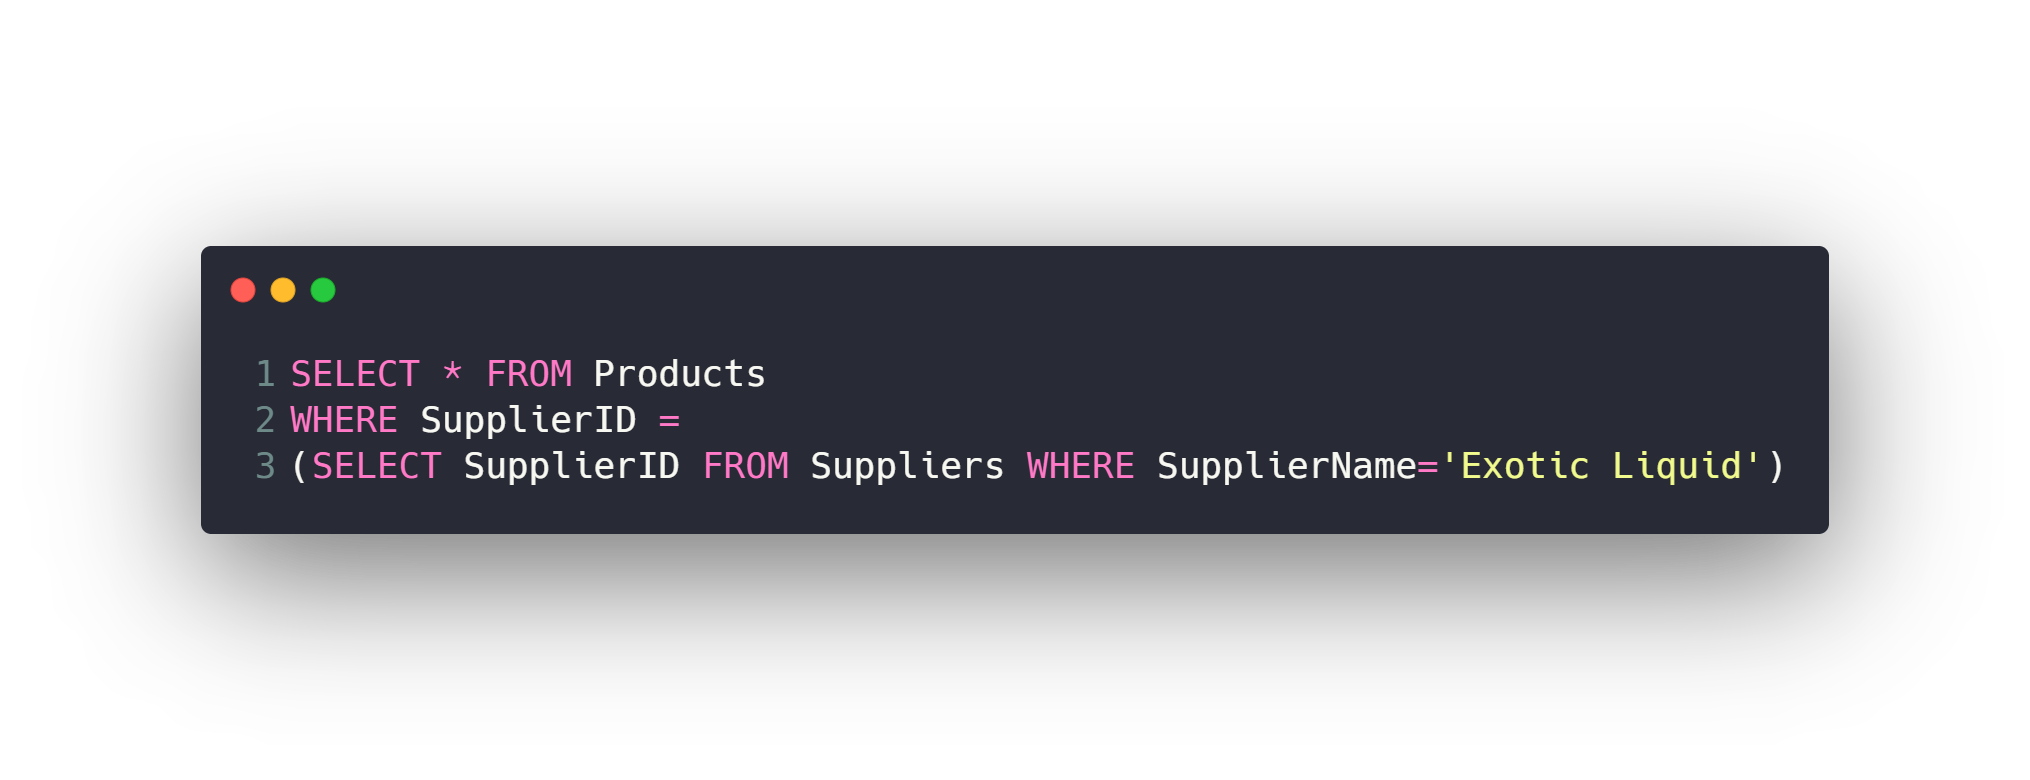 1 SELECT * FROM Products
2 WHERE SupplierID =
3 (SELECT SupplierID FROM Suppliers WHERE SupplierName='Exotic Liquid')